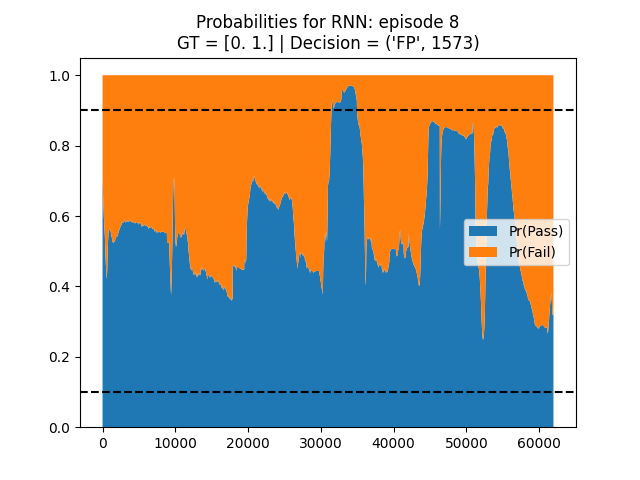 Probabilities for RNN: episode 8
GT = [0. 1.] | Decision = ('FP', 1573)
1.0
0.8
0.6
0.4
0.2
0.0
Pr(Pass)
Pr(Fail)
0 10000 20000 30000 40000 50000 60000